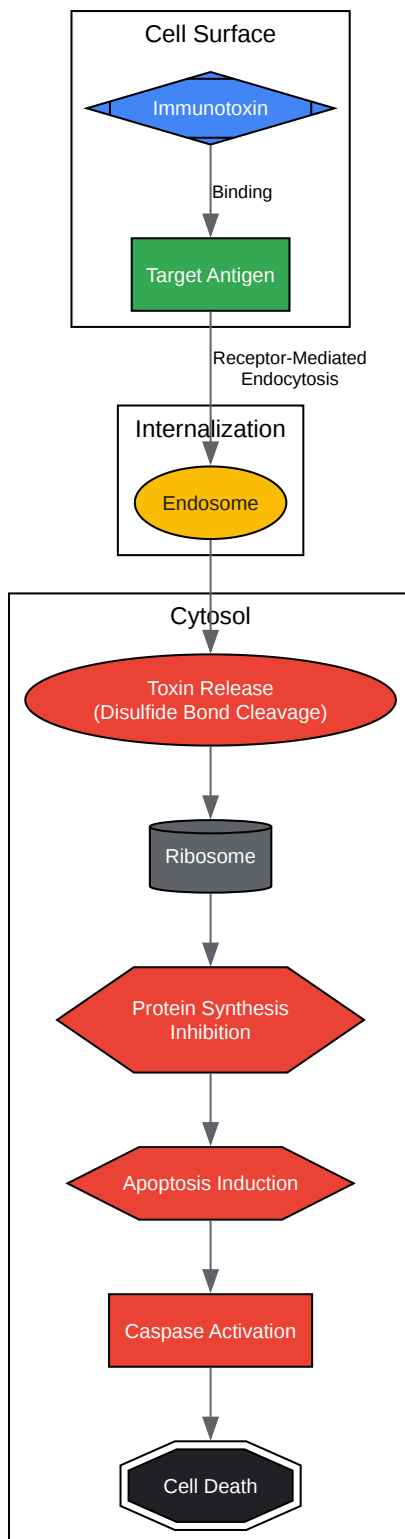 Cell Surface
Immunotoxin
Binding
Target Antigen
Receptor-Mediated
Endocytosis
Internalization
Endosome
Cytosol
Toxin Release
(Disulfide Bond Cleavage)
Ribosome
Protein Synthesis
Inhibition
Apoptosis Induction
Caspase Activation
Cell Death